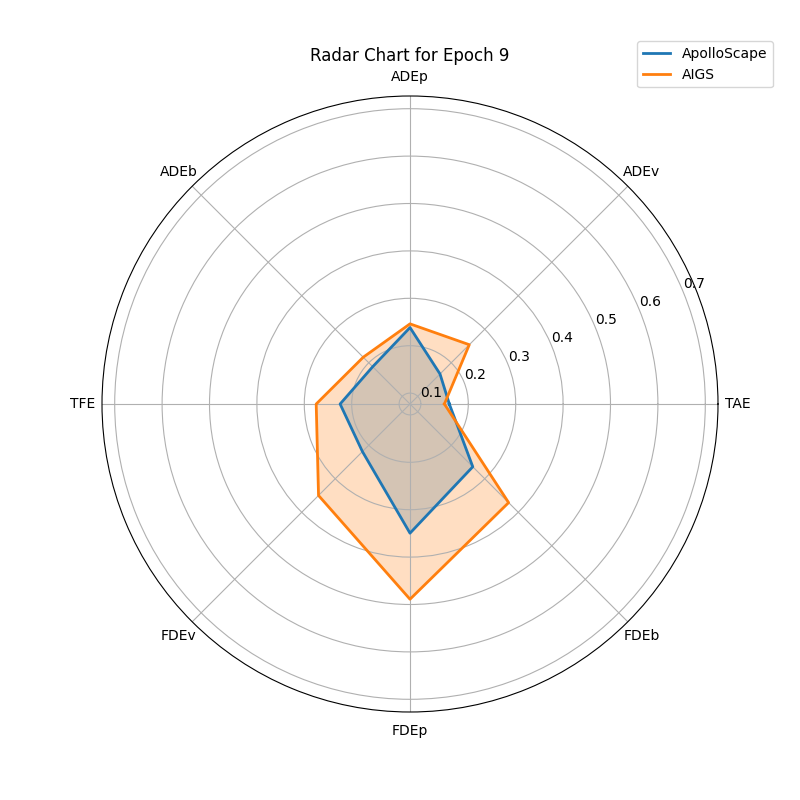 Radar Chart for Epoch 9
ApolloScape
AIGS
ADEp
ADEb
ADEv
0.7
0.6
0.5
0.4
0.3
0.2
0.1
TFE
TAE
FDEv
FDEb
FDEp